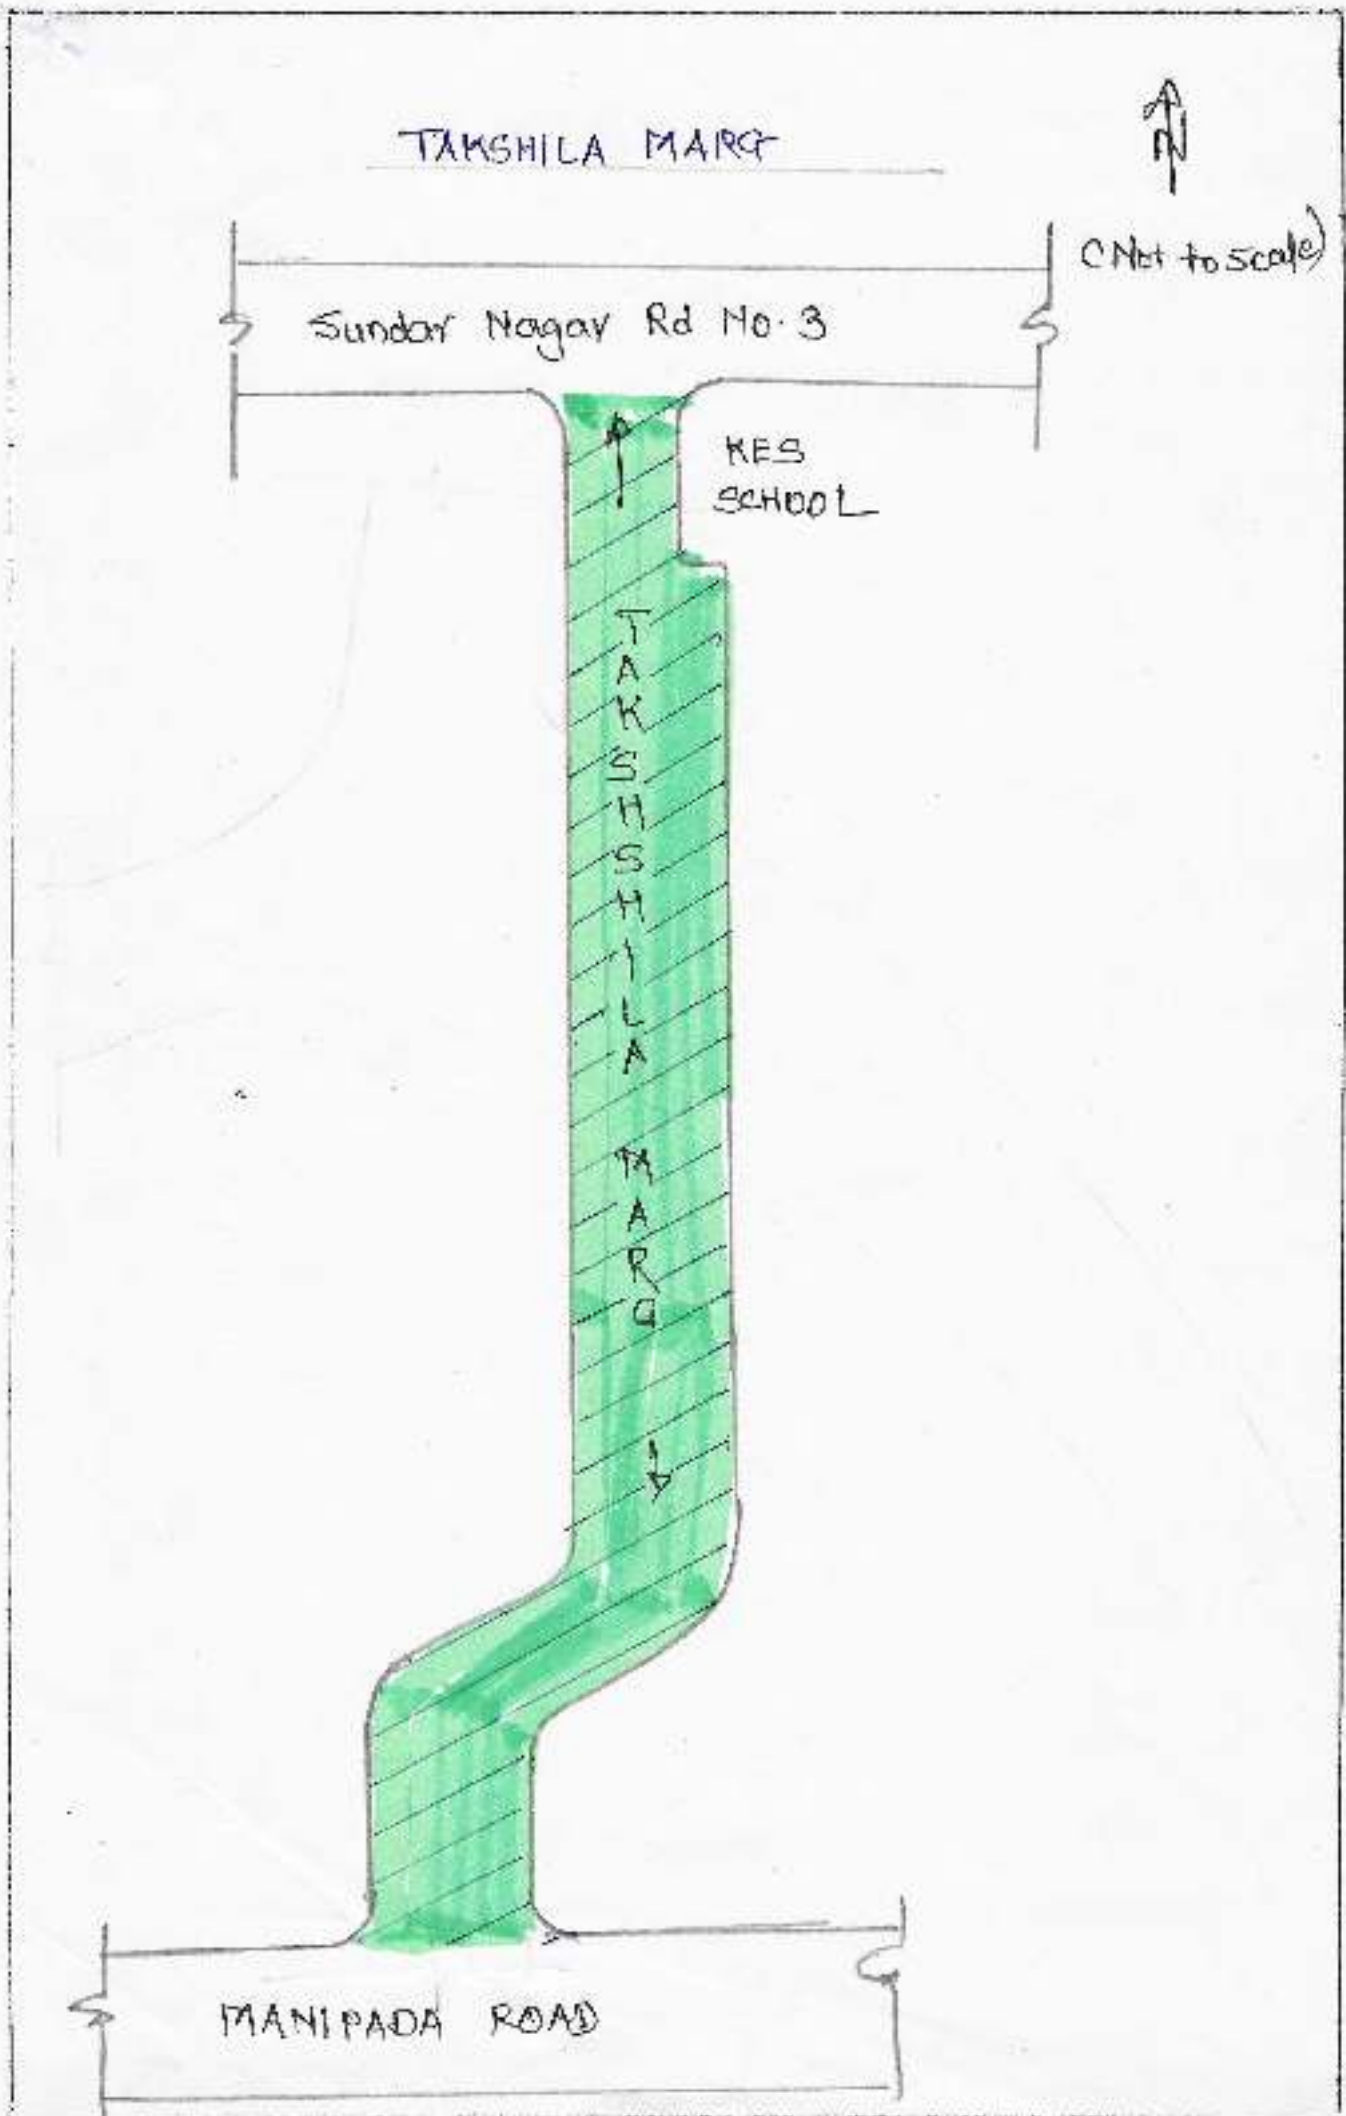 TAKSHILA MARG
N
(Not to scale)
Sundar Nagar Rd No. 3
KES
SCHOOL
TAKSHSHILA MARG
MANIPADA ROAD